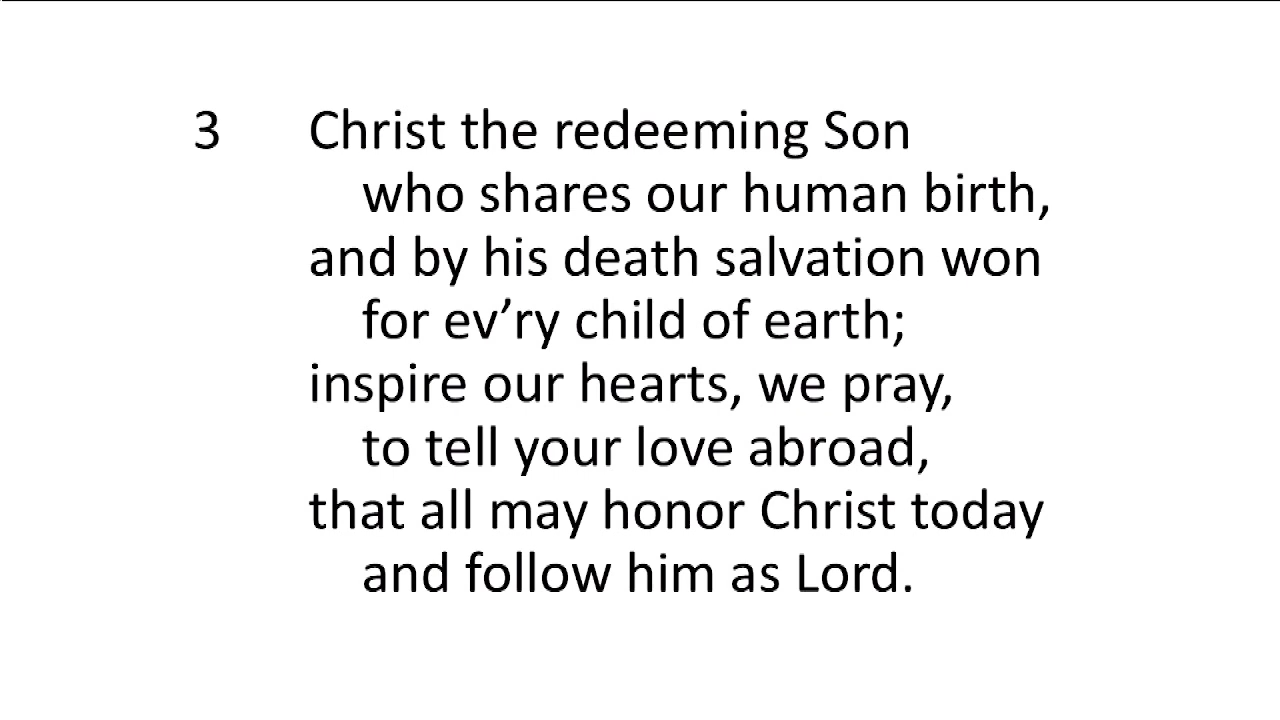 3 Christ the redeeming Son
who shares our human birth,
and by his death salvation won
for ev’ry child of earth;
inspire our hearts, we pray,
to tell your love abroad,
that all may honor Christ today
and follow him as Lord.